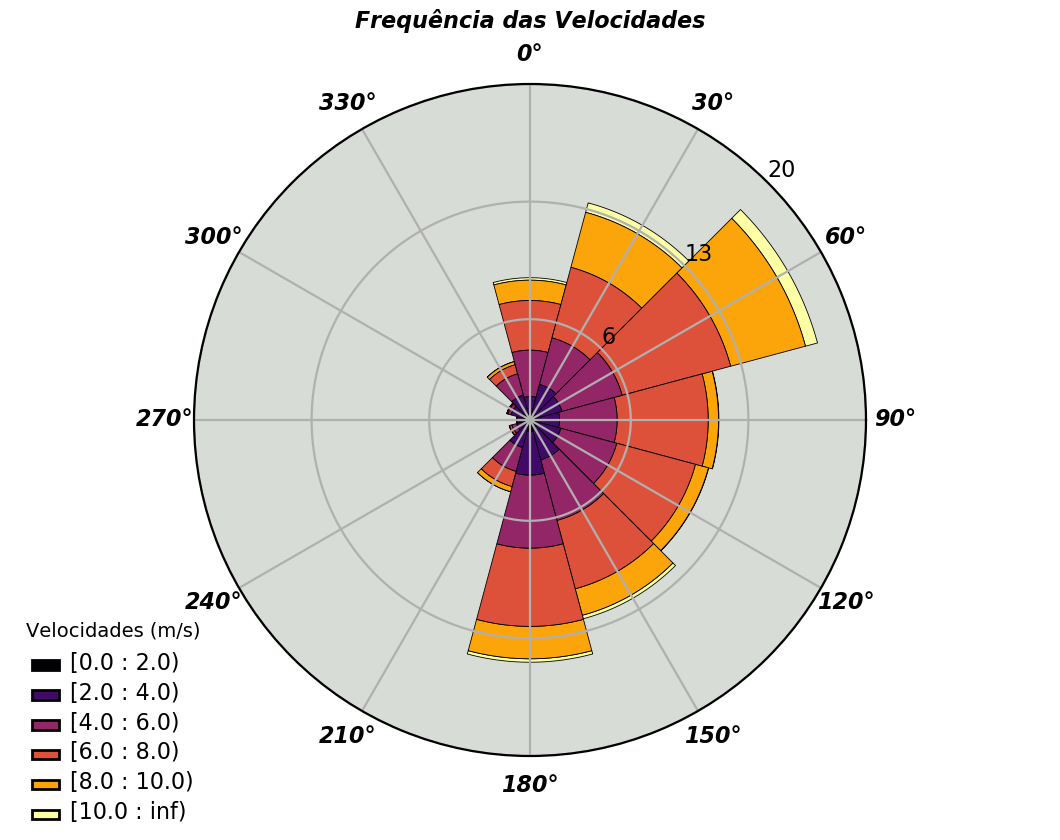 Frequência das Velocidades
0°
330°
30°
20
300°
60°
13
6
270°
90°
240°
120°
210°
150°
180°
Velocidades (m/s)
[0.0 : 2.0)
[2.0 : 4.0)
[4.0 : 6.0)
[6.0 : 8.0)
[8.0 : 10.0)
[10.0 : inf)